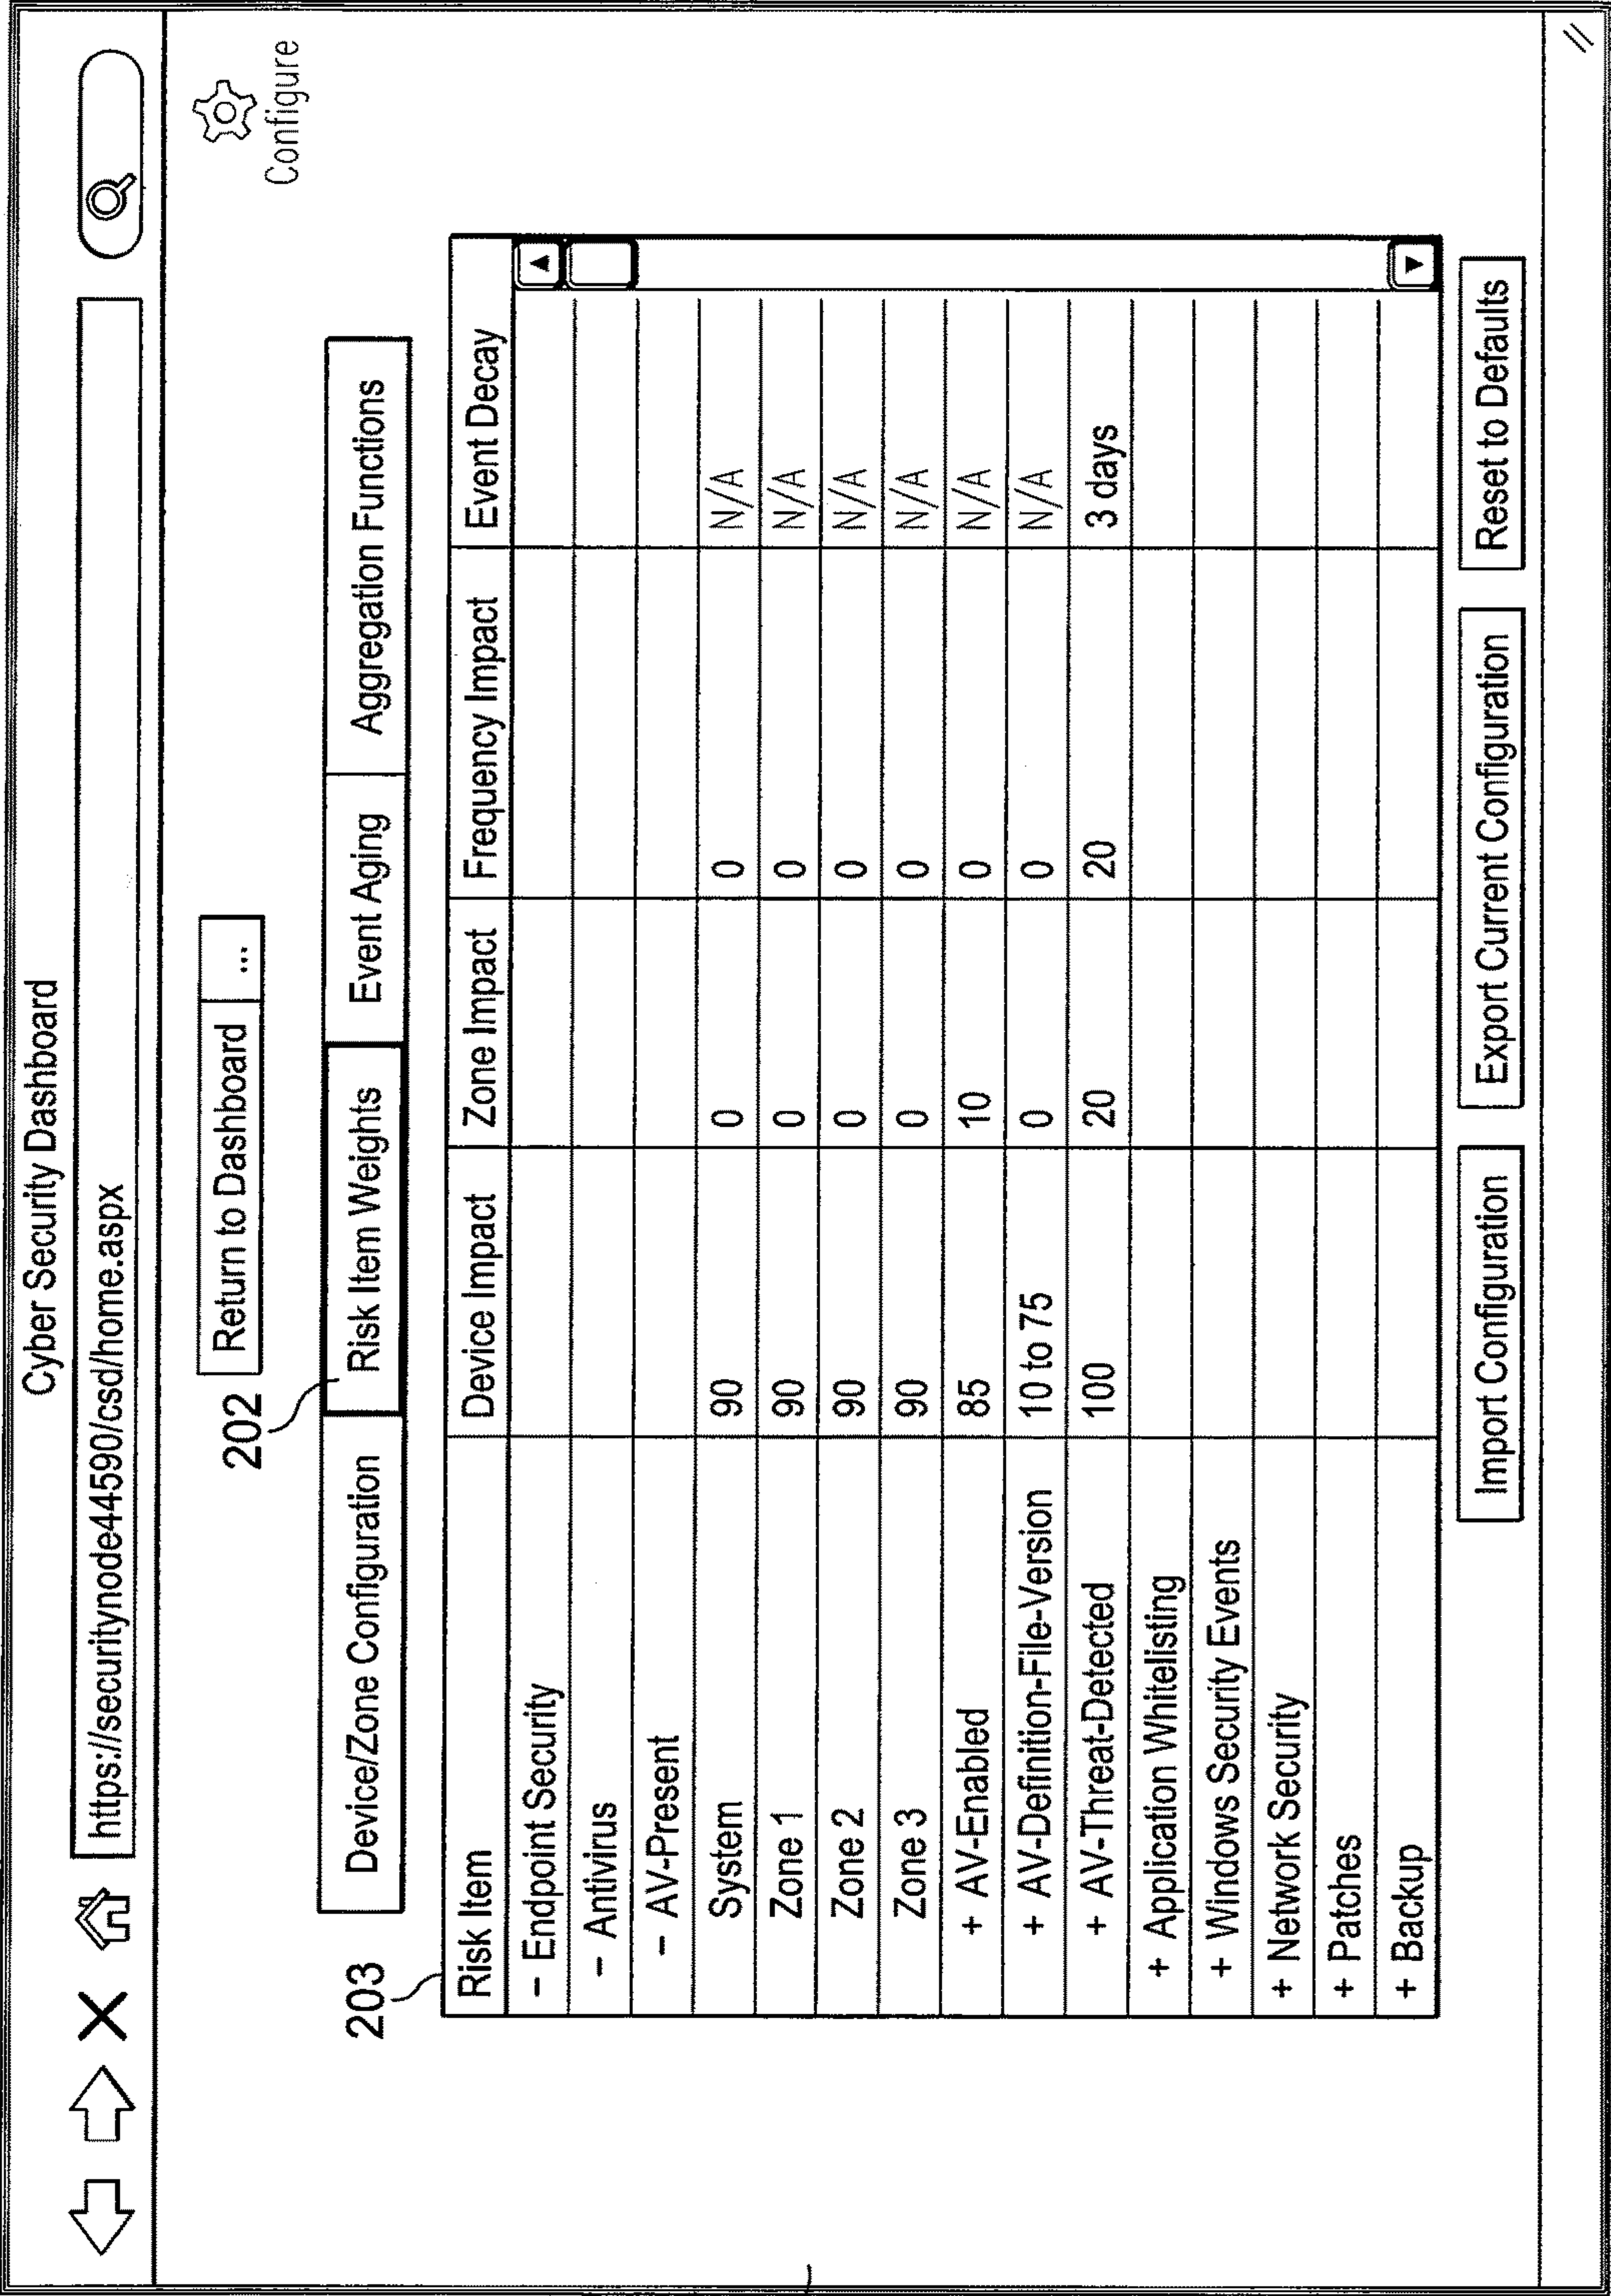 Cyber Security Dashboard
https://securitynode44590/csd/home.aspx
Return to Dashboard ...
Configure
202
Device/Zone Configuration Risk Item Weights Event Aging Aggregation Functions
203
Risk Item Device Impact Zone Impact Frequency Impact Event Decay
− Endpoint Security
− Antivirus
− AV-Present
System 90 0 0 N/A
Zone 1 90 0 0 N/A
Zone 2 90 0 0 N/A
Zone 3 90 0 0 N/A
+ AV-Enabled 85 10 0 N/A
+ AV-Definition-File-Version 10 to 75 0 0 N/A
+ AV-Threat-Detected 100 20 20 3 days
+ Application Whitelisting
+ Windows Security Events
+ Network Security
+ Patches
+ Backup
Import Configuration Export Current Configuration Reset to Defaults